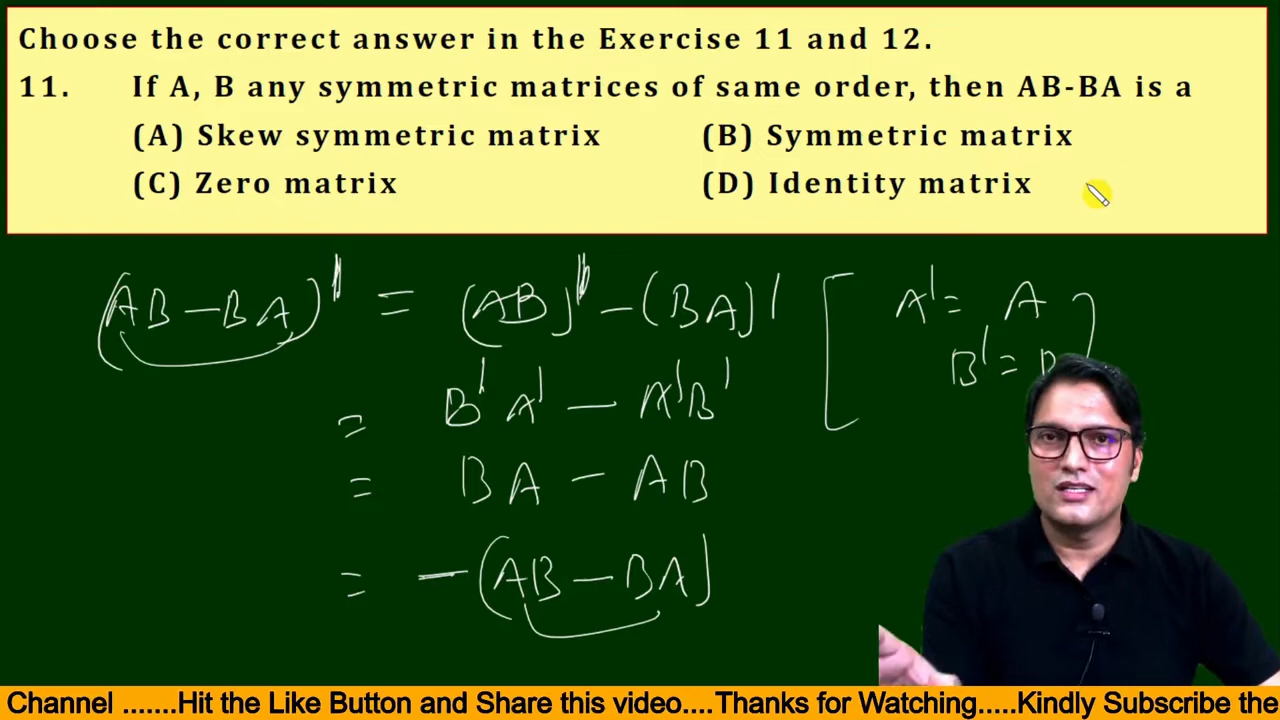 Choose the correct answer in the Exercise 11 and 12.
11. If A, B any symmetric matrices of same order, then AB-BA is a
(A) Skew symmetric matrix (B) Symmetric matrix
(C) Zero matrix (D) Identity matrix
(AB - BA)' = (AB)' - (BA)' [ A' = A
B' = B ]
= B'A' - A'B'
= BA - AB
= - (AB - BA)
Channel .......Hit the Like Button and Share this video....Thanks for Watching.....Kindly Subscribe the